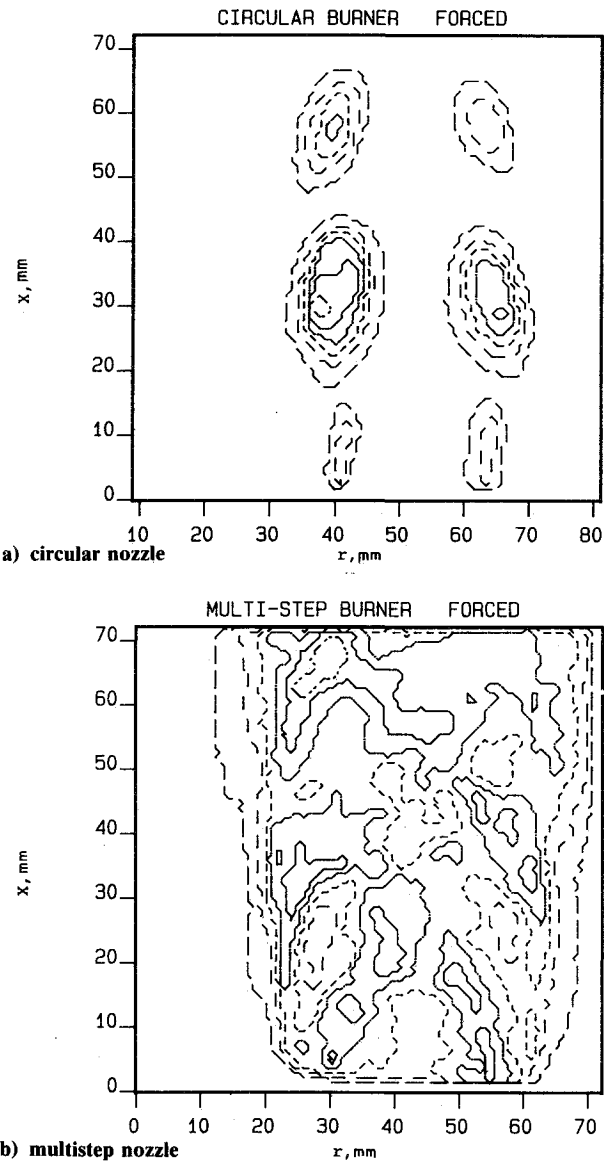 CIRCULAR BURNER FORCED
70
60
50
40
30
20
10
0
X, mm
10 20 30 40 50 60 70 80
r, mm
a) circular nozzle
MULTI-STEP BURNER FORCED
70
60
50
40
30
20
10
0
X, mm
0 10 20 30 40 50 60 70
r, mm
b) multistep nozzle